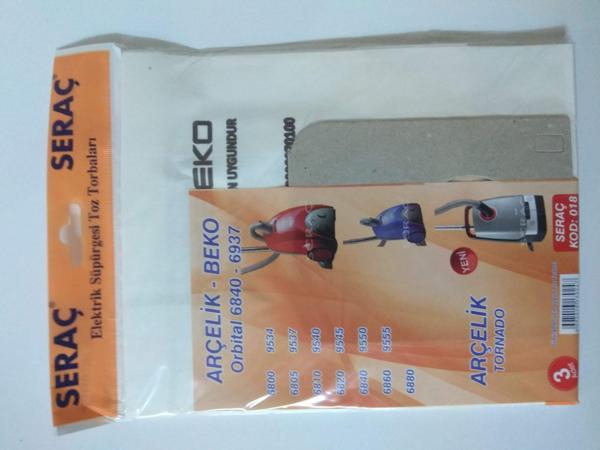 SERAÇ SERAÇ
Elektrik Süpürgesi Toz Torbaları
EKO
UYGUNDUR
ARÇELİK - BEKO
Orbital 6840 - 6937
6800 9534
6805 9537
6810 9540
6820 9545
6840 9550
6860 9555
6880
YENİ
ARÇELİK
TORNADO
SERAÇ
KOD: 018
3